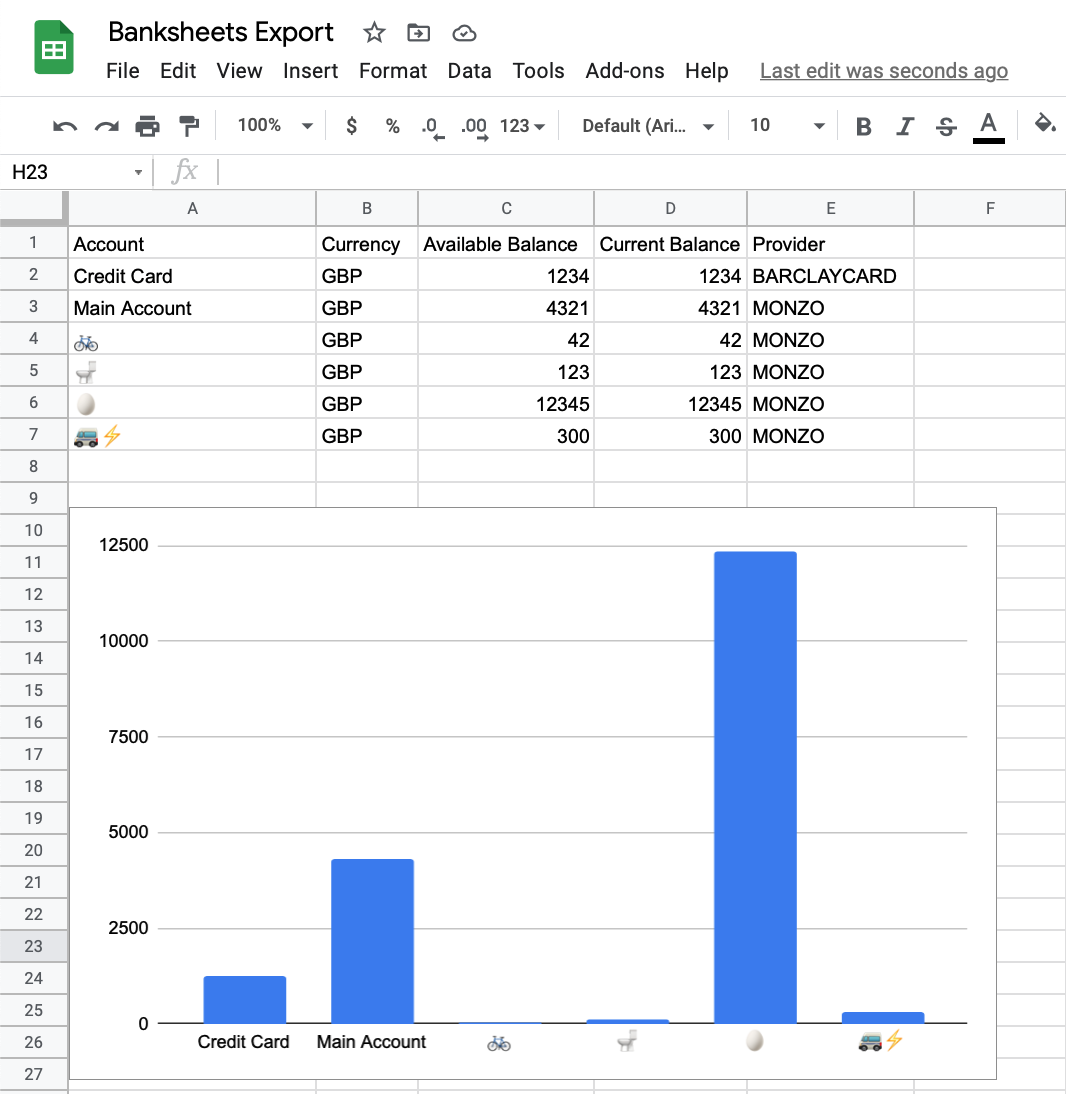 Banksheets Export
File Edit View Insert Format Data Tools Add-ons Help Last edit was seconds ago
100% $ % .0 .00 123 Default (Ari... 10 B I S A
H23 fx
A B C D E F
1 Account Currency Available Balance Current Balance Provider
2 Credit Card GBP 1234 1234 BARCLAYCARD
3 Main Account GBP 4321 4321 MONZO
4 🚲 GBP 42 42 MONZO
5 🚽 GBP 123 123 MONZO
6 🥚 GBP 12345 12345 MONZO
7 🚐⚡ GBP 300 300 MONZO
8
9
10
11
12
13
14
15
16
17
18
19
20
21
22
23
24
25
26
27
12500
10000
7500
5000
2500
0
Credit Card Main Account 🚲 🚽 🥚 🚐⚡